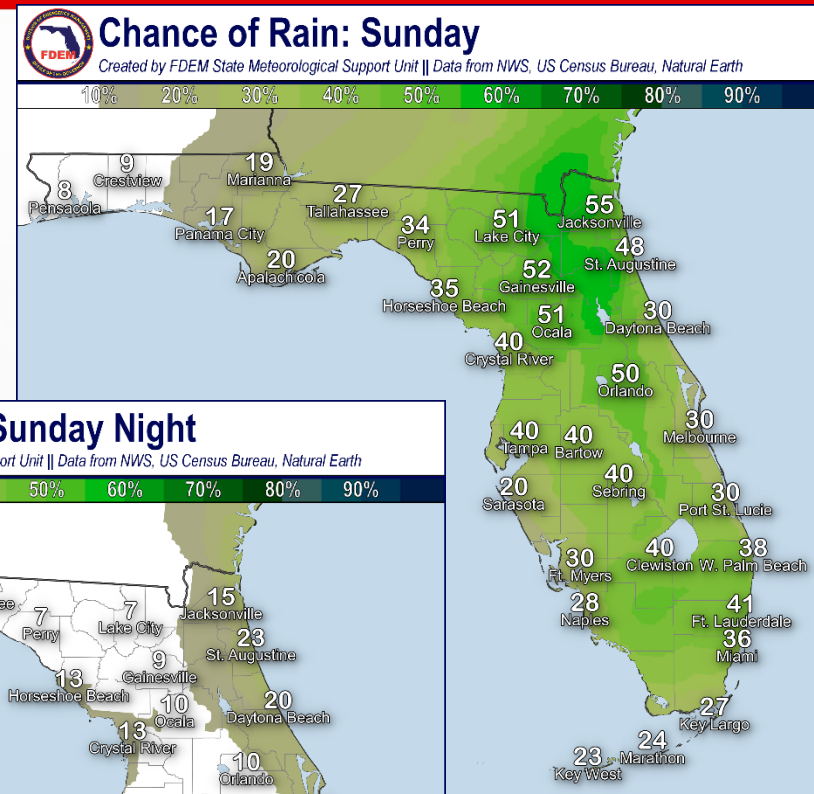 Chance of Rain: Sunday
Created by FDEM State Meteorological Support Unit || Data from NWS, US Census Bureau, Natural Earth
FDEM
10% 20% 30% 40% 50% 60% 70% 80% 90%
9
Crestview
19
Marianna
8
Pensacola
27
Tallahassee
17
Panama City
34
Perry
51
Lake City
55
Jacksonville
20
Apalachicola
48
St. Augustine
52
Gainesville
35
Horseshoe Beach
51
Ocala
30
Daytona Beach
40
Crystal River
50
Orlando
30
Melbourne
40
Tampa
40
Bartow
40
Sebring
20
Sarasota
30
Port St. Lucie
30
Ft. Myers
40
Clewiston
38
W. Palm Beach
28
Naples
41
Ft. Lauderdale
36
Miami
27
Key Largo
24
Marathon
23
Key West
Sunday Night
ort Unit || Data from NWS, US Census Bureau, Natural Earth
50% 60% 70% 80% 90%
ee
7
Perry
7
Lake City
15
Jacksonville
23
St. Augustine
9
Gainesville
13
Horseshoe Beach
10
Ocala
20
Daytona Beach
13
Crystal River
10
Orlando